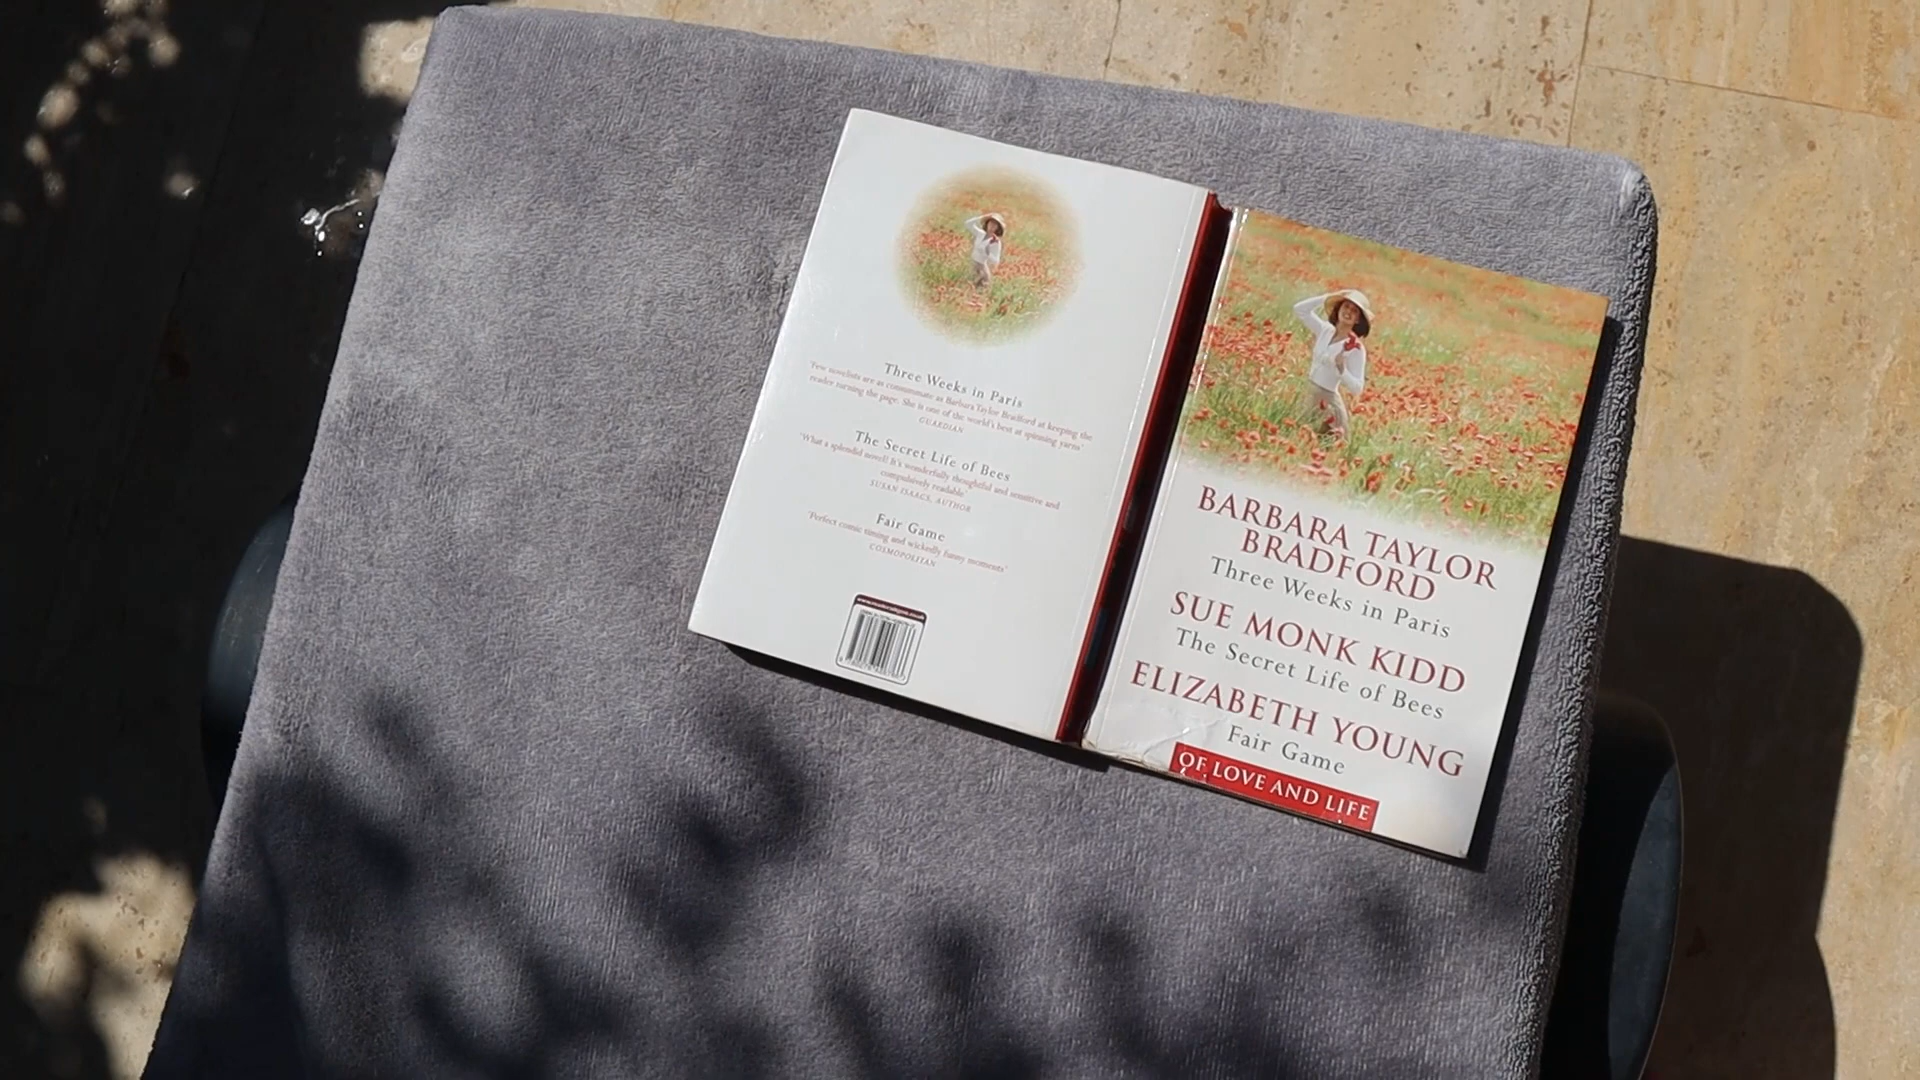 Three Weeks in Paris
'Few novelists are as consummate as Barbara Taylor Bradford at keeping the
reader turning the page. She is one of the world's best at spinning yarns'
GUARDIAN
The Secret Life of Bees
'What a splendid novel! It's wonderfully thoughtful and sensitive and
compulsively readable'
SUSAN ISAACS, AUTHOR
Fair Game
'Perfect comic timing and wickedly funny moments'
COSMOPOLITAN
BARBARA TAYLOR
BRADFORD
Three Weeks in Paris
SUE MONK KIDD
The Secret Life of Bees
ELIZABETH YOUNG
Fair Game
OF LOVE AND LIFE